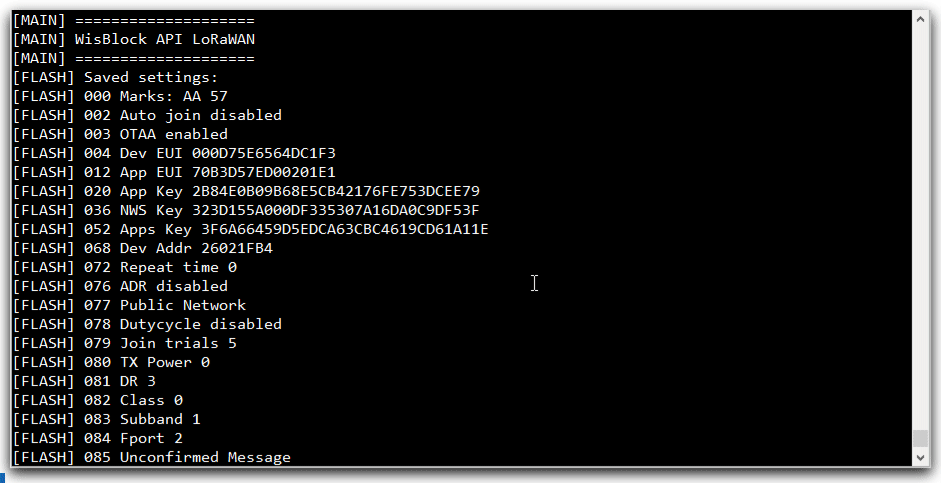 [MAIN] ====================
[MAIN] WisBlock API LoRaWAN
[MAIN] ====================
[FLASH] Saved settings:
[FLASH] 000 Marks: AA 57
[FLASH] 002 Auto join disabled
[FLASH] 003 OTAA enabled
[FLASH] 004 Dev EUI 000D75E6564DC1F3
[FLASH] 012 App EUI 70B3D57ED00201E1
[FLASH] 020 App Key 2B84E0B09B68E5CB42176FE753DCEE79
[FLASH] 036 NWS Key 323D155A000DF335307A16DA0C9DF53F
[FLASH] 052 Apps Key 3F6A66459D5EDCA63CBC4619CD61A11E
[FLASH] 068 Dev Addr 26021FB4
[FLASH] 072 Repeat time 0
[FLASH] 076 ADR disabled
[FLASH] 077 Public Network
[FLASH] 078 Dutycycle disabled
[FLASH] 079 Join trials 5
[FLASH] 080 TX Power 0
[FLASH] 081 DR 3
[FLASH] 082 Class 0
[FLASH] 083 Subband 1
[FLASH] 084 Fport 2
[FLASH] 085 Unconfirmed Message